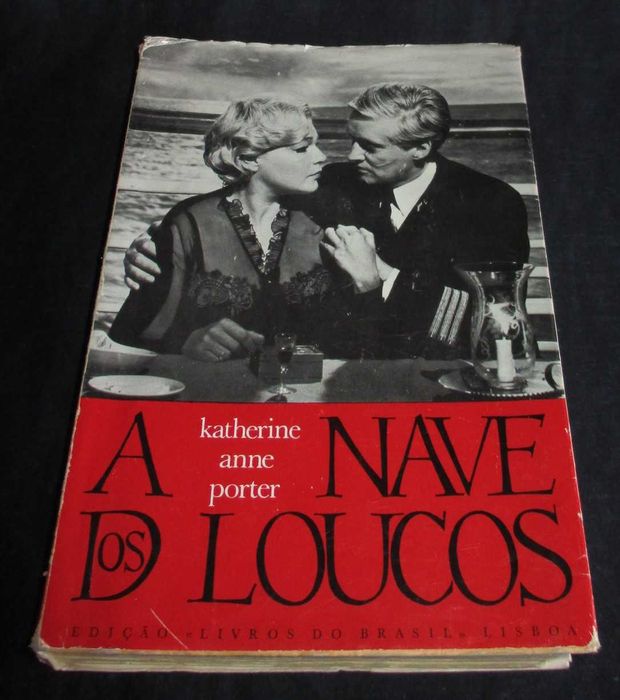 A NAVE
katherine
anne
porter
DOS LOUCOS
EDIÇÃO «LIVROS DO BRASIL» LISBOA